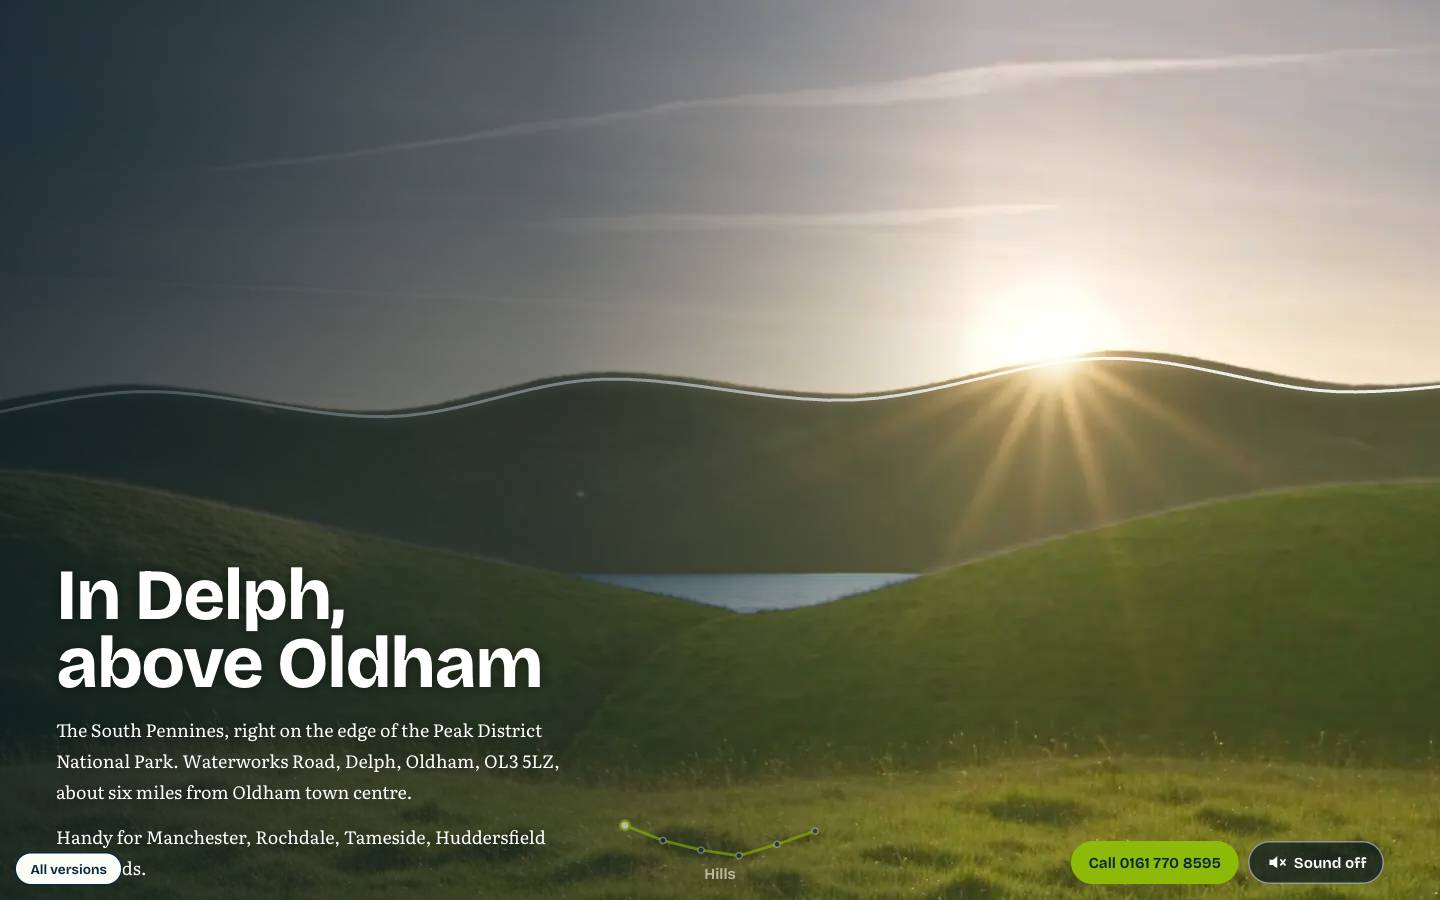 In Delph,
above Oldham
The South Pennines, right on the edge of the Peak District
National Park. Waterworks Road, Delph, Oldham, OL3 5LZ,
about six miles from Oldham town centre.
Handy for Manchester, Rochdale, Tameside, Huddersfield
All versions
Hills
Call 0161 770 8595
Sound off